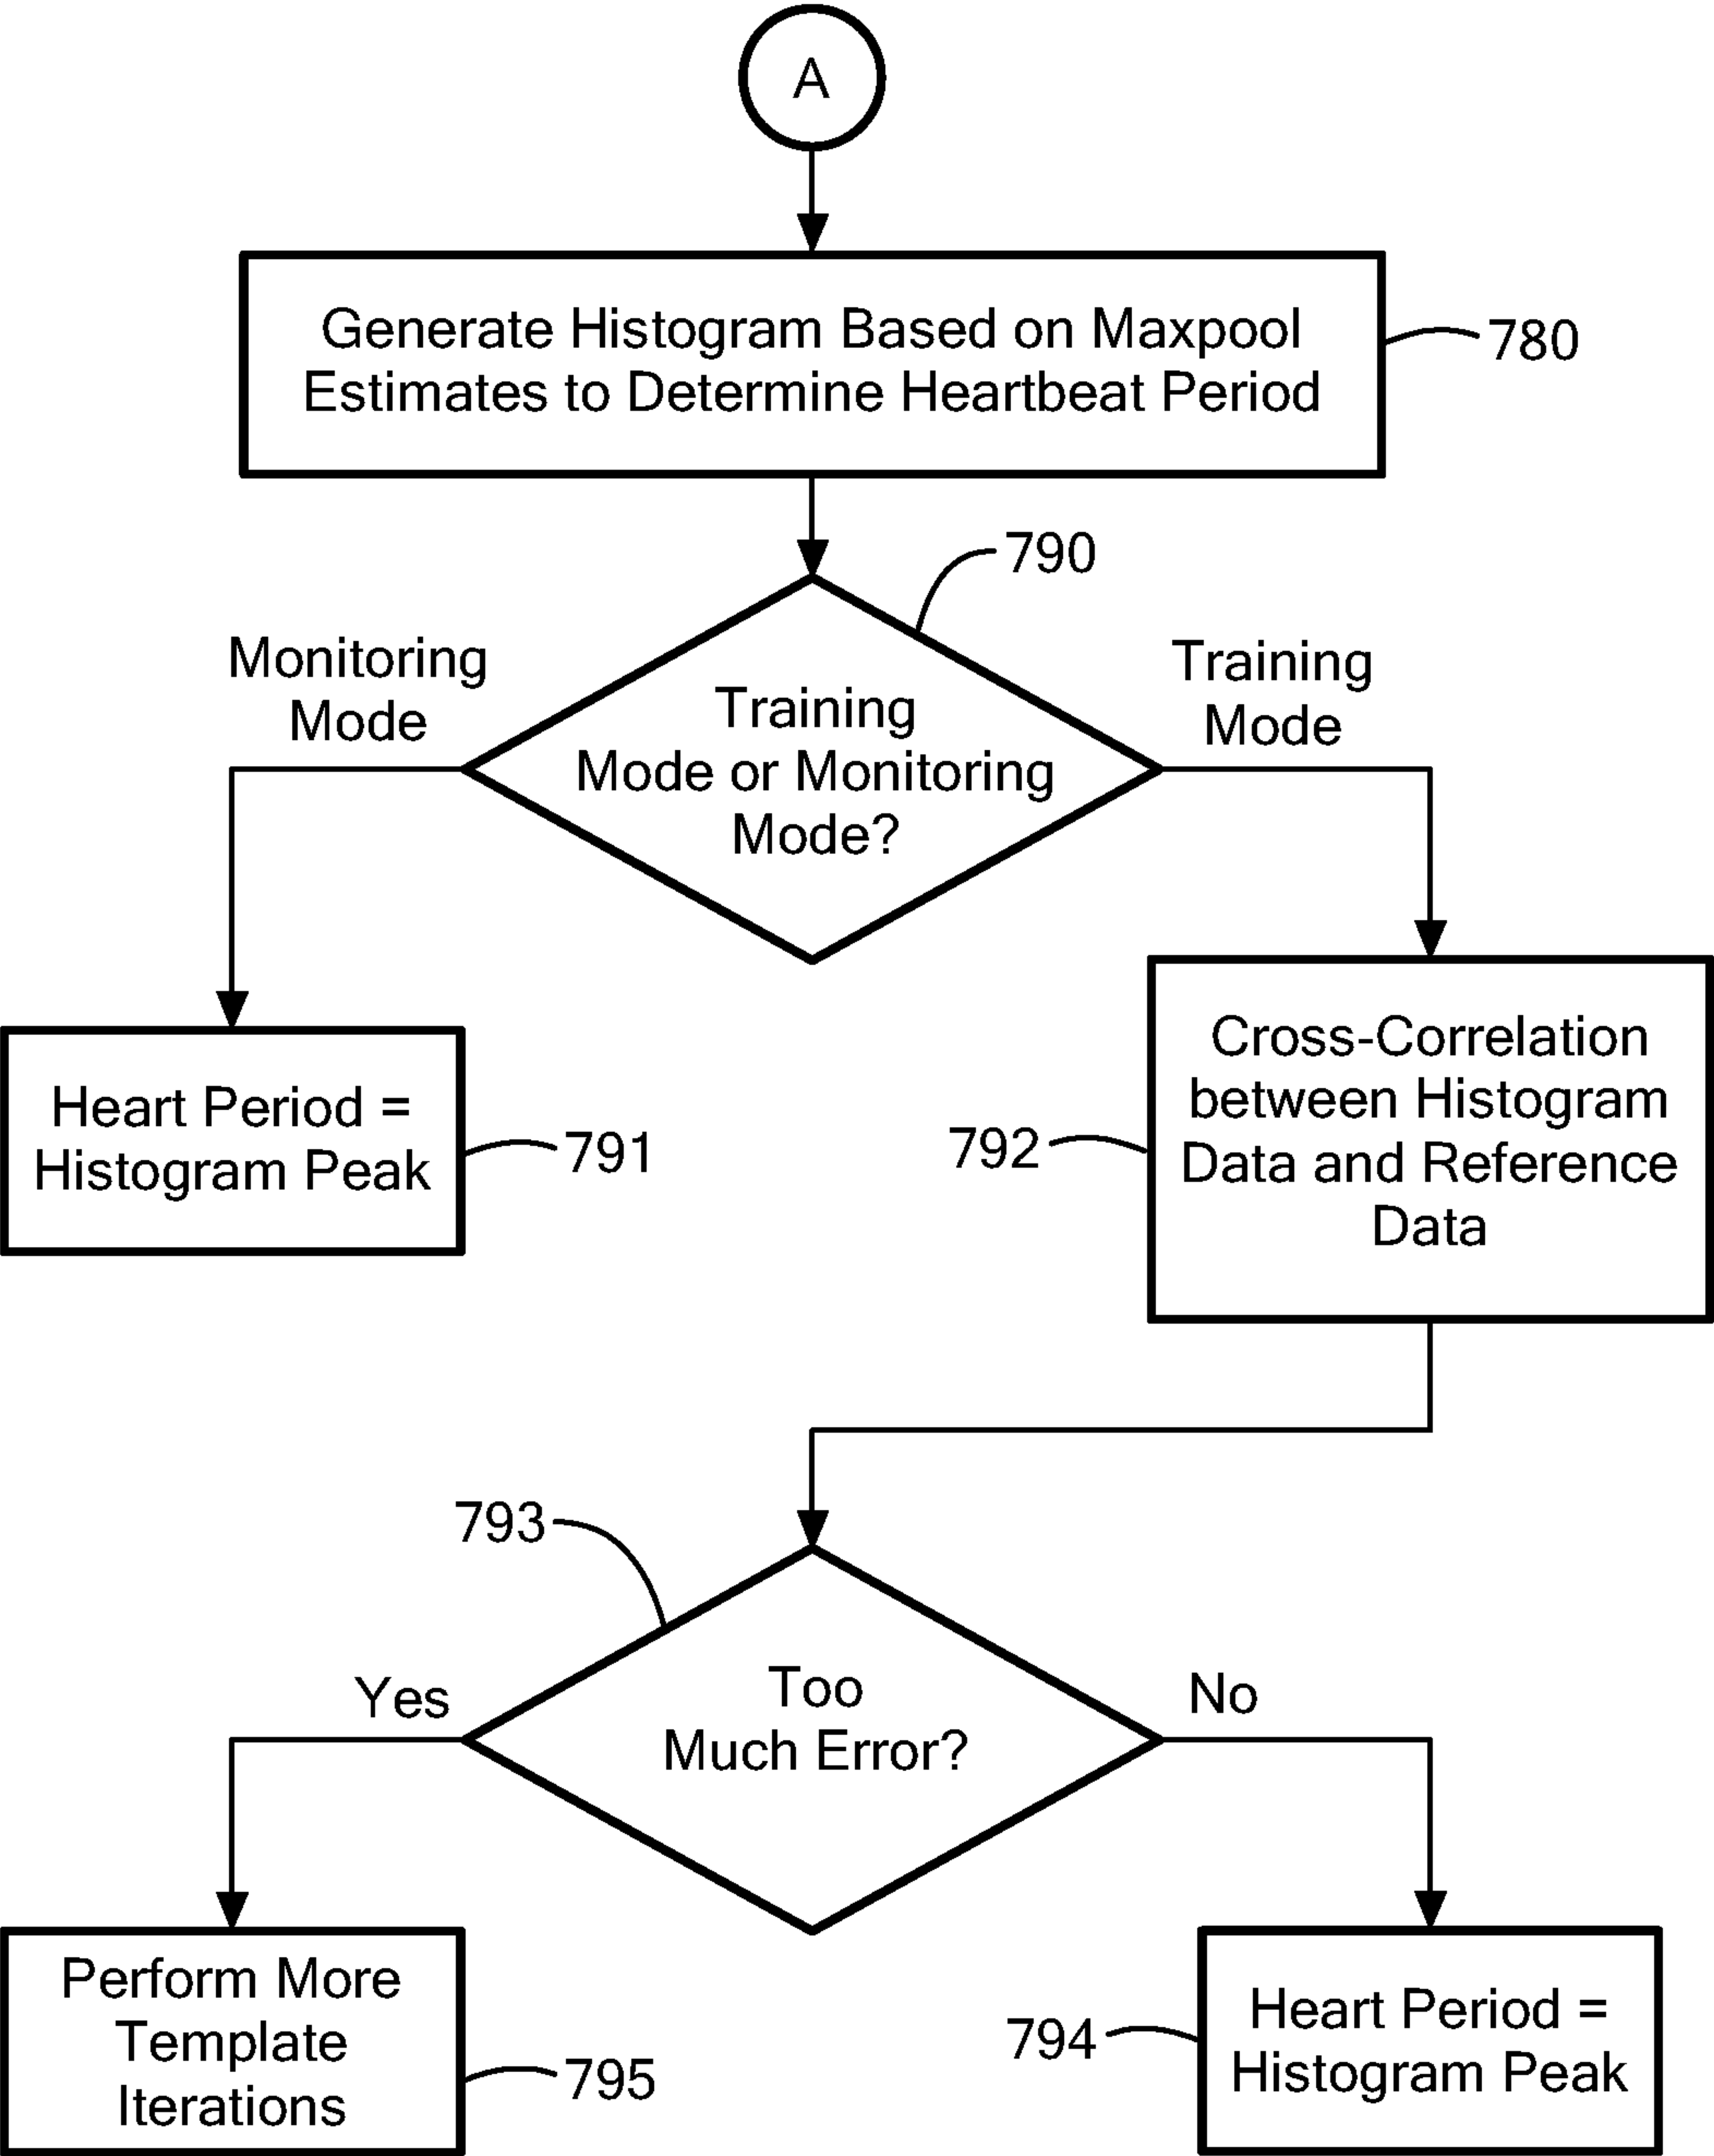 A
Generate Histogram Based on Maxpool
Estimates to Determine Heartbeat Period
780
790
Monitoring
Mode
Training
Mode or Monitoring
Mode?
Training
Mode
Heart Period =
Histogram Peak
791
792
Cross-Correlation
between Histogram
Data and Reference
Data
793
Too
Much Error?
Yes
No
Perform More
Template
Iterations
795
794
Heart Period =
Histogram Peak